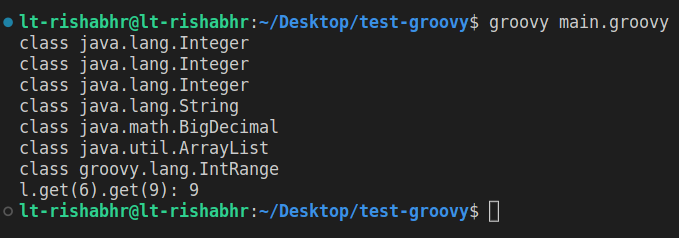 lt-rishabhr@lt-rishabhr:~/Desktop/test-groovy$ groovy main.groovy
class java.lang.Integer
class java.lang.Integer
class java.lang.Integer
class java.lang.String
class java.math.BigDecimal
class java.util.ArrayList
class groovy.lang.IntRange
l.get(6).get(9): 9
lt-rishabhr@lt-rishabhr:~/Desktop/test-groovy$